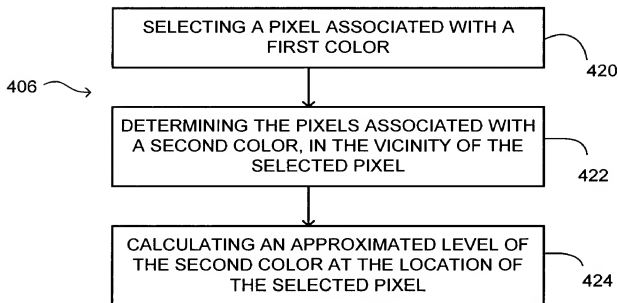 SELECTING A PIXEL ASSOCIATED WITH A
FIRST COLOR
420
406
DETERMINING THE PIXELS ASSOCIATED WITH
A SECOND COLOR, IN THE VICINITY OF THE
SELECTED PIXEL
422
CALCULATING AN APPROXIMATED LEVEL OF
THE SECOND COLOR AT THE LOCATION OF
THE SELECTED PIXEL
424